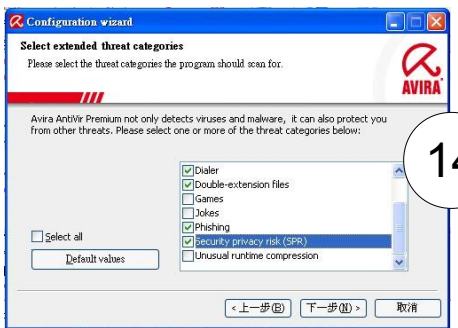 Configuration wizard
Select extended threat categories
Please select the threat categories the program should scan for.
AVIRA
Avira AntiVir Premium not only detects viruses and malware, it can also protect you
from other threats. Please select one or more of the threat categories below:
14
Dialer
Double-extension files
Games
Jokes
Phishing
Security privacy risk (SPR)
Unusual runtime compression
Select all
Default values
<上一步(B)
下一步(N)>
取消